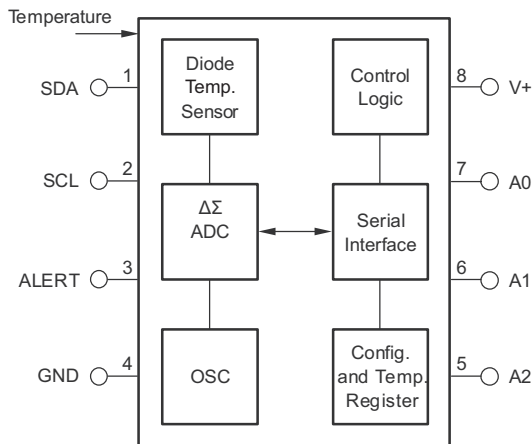 Temperature
SDA
1
Diode
Temp.
Sensor
Control
Logic
8
V+
SCL
2
ΔΣ
ADC
Serial
Interface
7
A0
ALERT
3
6
A1
GND
4
OSC
Config.
and Temp.
Register
5
A2